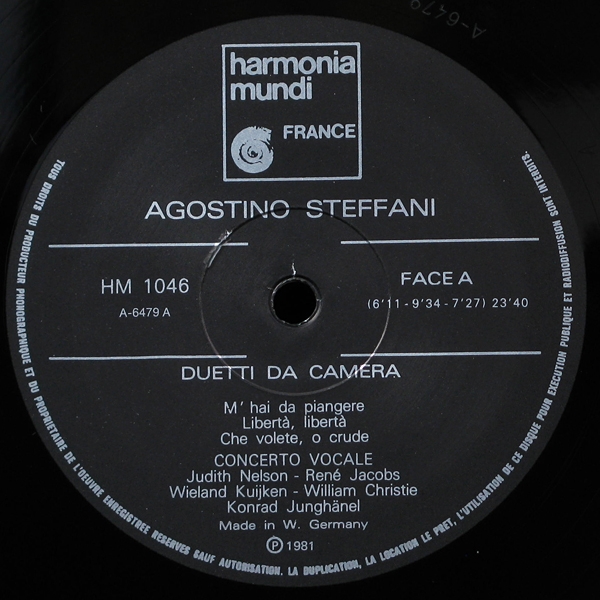 A-6479
harmonia
mundi
FRANCE
AGOSTINO STEFFANI
HM 1046
A-6479 A
FACE A
(6'11 - 9'34 - 7'27) 23'40
DUETTI DA CAMERA
M' hai da piangere
Libertà, libertà
Che volete, o crude
CONCERTO VOCALE
Judith Nelson - René Jacobs
Wieland Kuijken - William Christie
Konrad Junghänel
Made in W. Germany
Ⓟ 1981
TOUS DROITS DU PRODUCTEUR PHONOGRAPHIQUE ET DU PROPRIETAIRE DE L'OEUVRE ENREGISTREE RESERVES SAUF AUTORISATION. LA DUPLICATION, LA LOCATION LE PRET, L'UTILISATION DE CE DISQUE POUR EXECUTION PUBLIQUE ET RADIODIFFUSION SONT INTERDITS.